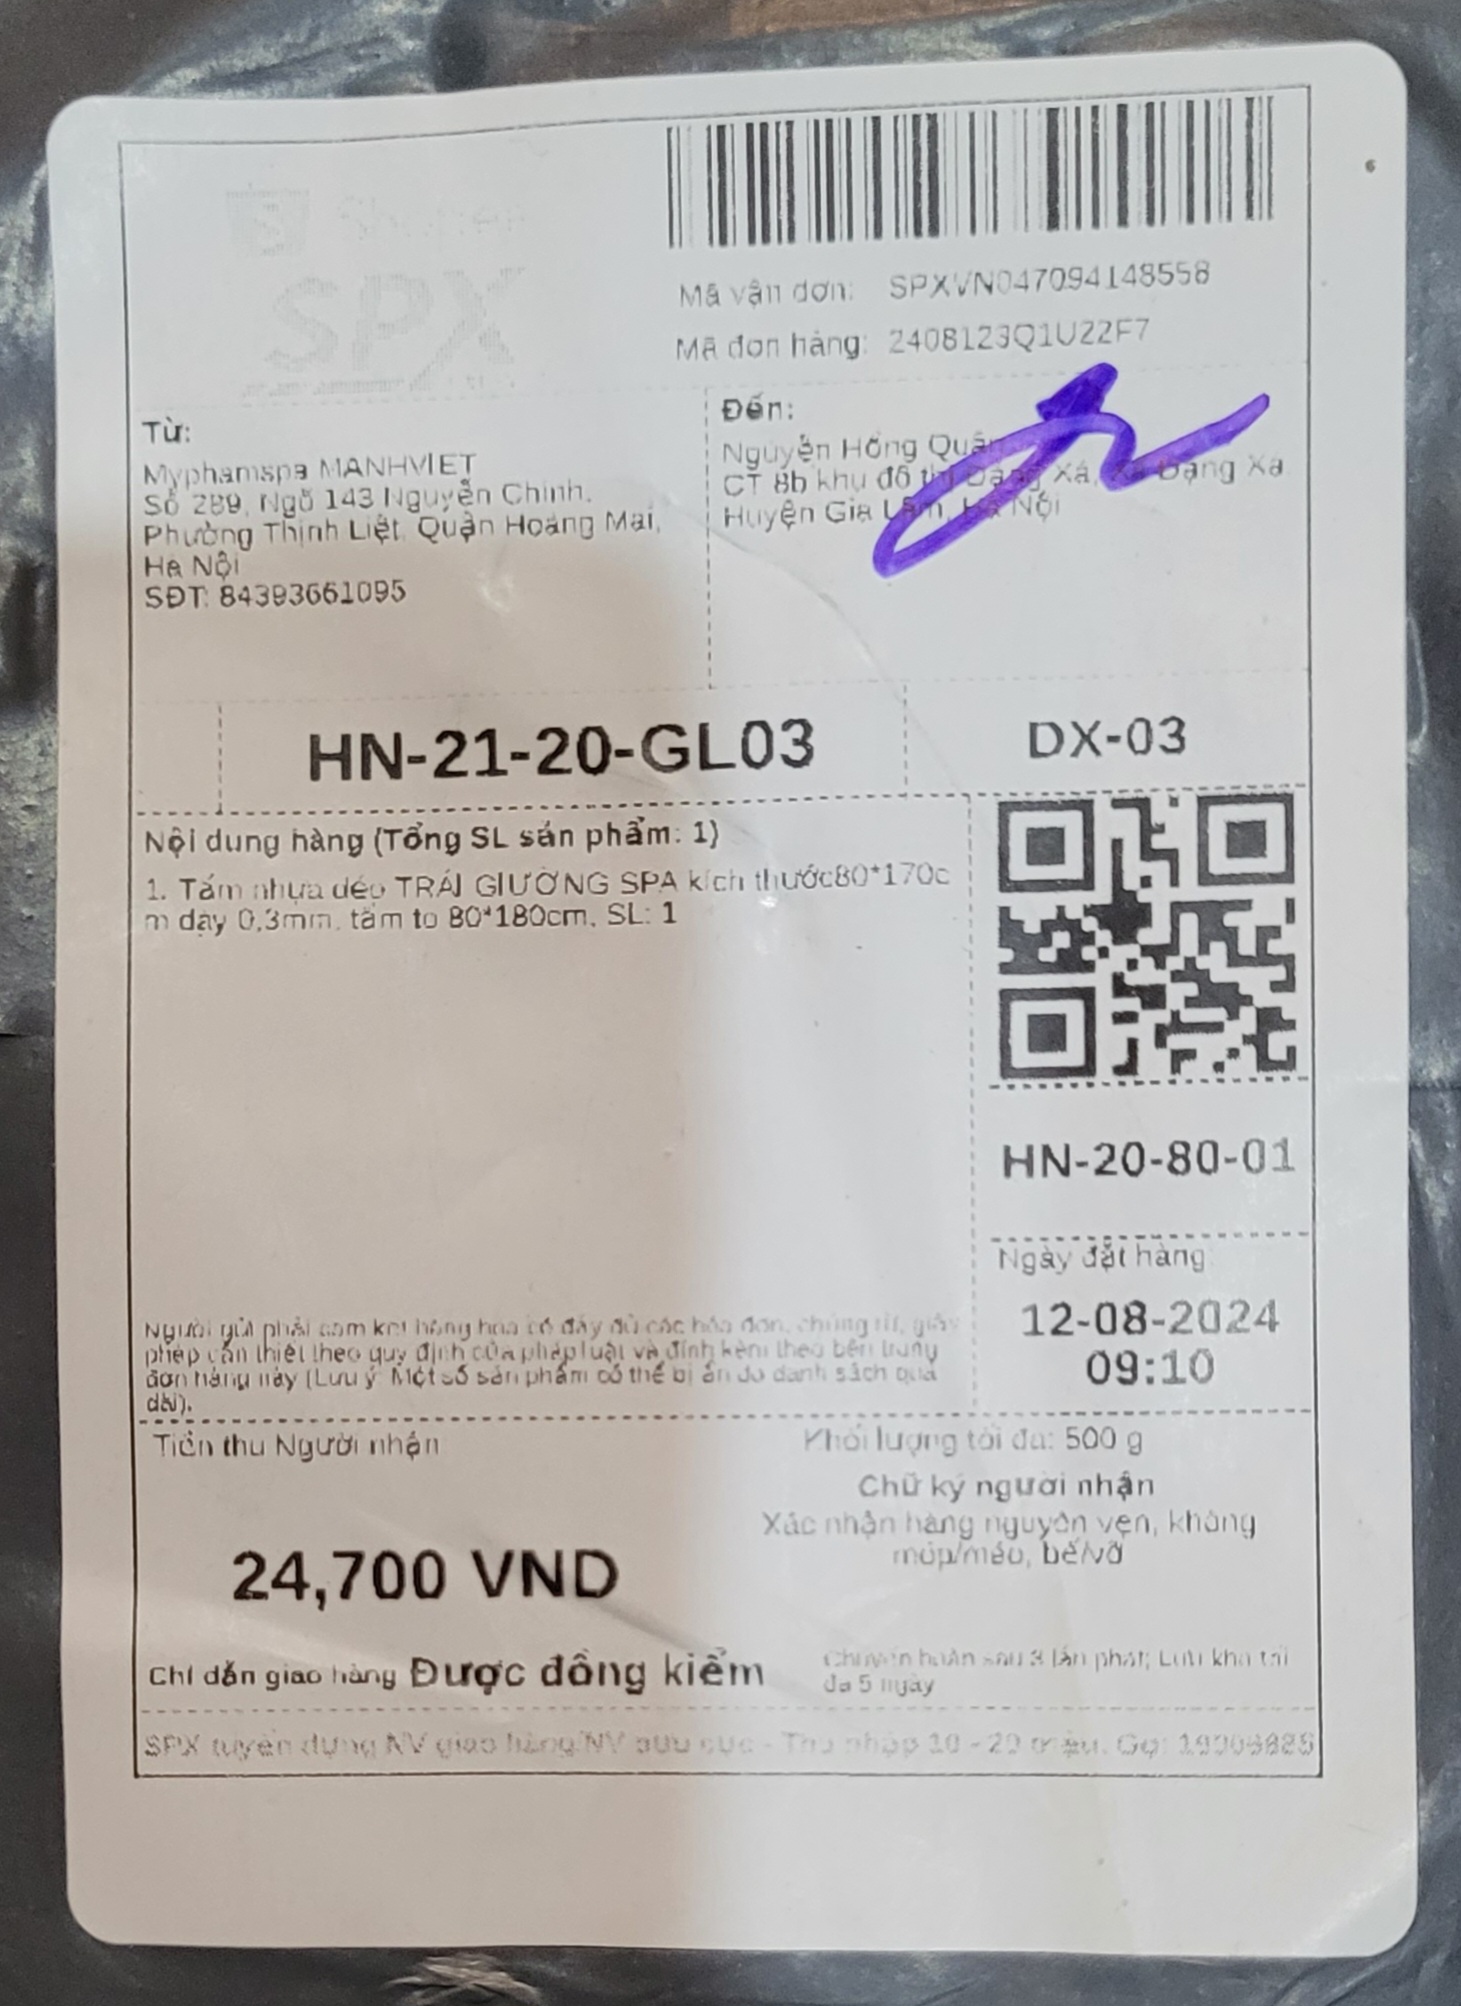 Shopee
SPX
Mã vận đơn: SPXVN047094148558
Mã đơn hàng: 2408123Q1U22F7
Từ:
Myphamspa MANHVIET
Số 289, Ngõ 143 Nguyễn Chính,
Phường Thịnh Liệt, Quận Hoàng Mai,
Hà Nội
SĐT: 84393661095
Đến:
Nguyễn Hồng Quân
CT 8b khu đô thị Đặng Xá, Xã Đặng Xá
Huyện Gia Lâm, Hà Nội
HN-21-20-GL03
DX-03
Nội dung hàng (Tổng SL sản phẩm: 1)
1. Tấm nhựa dẻo TRẢI GIƯỜNG SPA kích thước80*170c
m dày 0,3mm, tấm to 80*180cm, SL: 1
HN-20-80-01
Ngày đặt hàng
12-08-2024
09:10
Người gửi phải cam kết hàng hóa có đầy đủ các hóa đơn, chứng từ, giấy
phép cần thiết theo quy định của pháp luật và đính kèm theo bên trong
đơn hàng này (Lưu ý: Một số sản phẩm có thể bị ẩn do danh sách quá
dài).
Tiền thu Người nhận
24,700 VND
Khối lượng tối đa: 500 g
Chữ ký người nhận
Xác nhận hàng nguyên vẹn, không
móp/méo, bể/vỡ
Chỉ dẫn giao hàng Được đồng kiểm
Chuyển hoàn sau 3 lần phát; Lưu kho tối
đa 5 ngày
SPX tuyển dụng NV giao hàng/NV bưu cục - Thu nhập 10 - 20 triệu. Gọi